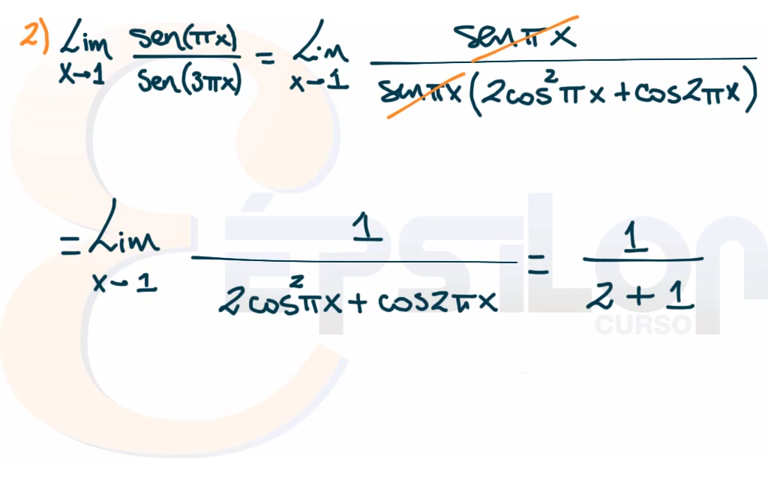 2) Lim x→1 sen(πx)/sen(3πx) = Lim x→1 sen πx / sen πx (2cos²πx + cos2πx)
= Lim x→1 1 / 2cos²πx + cos2πx = 1 / 2 + 1
ÉPSILON
CURSO